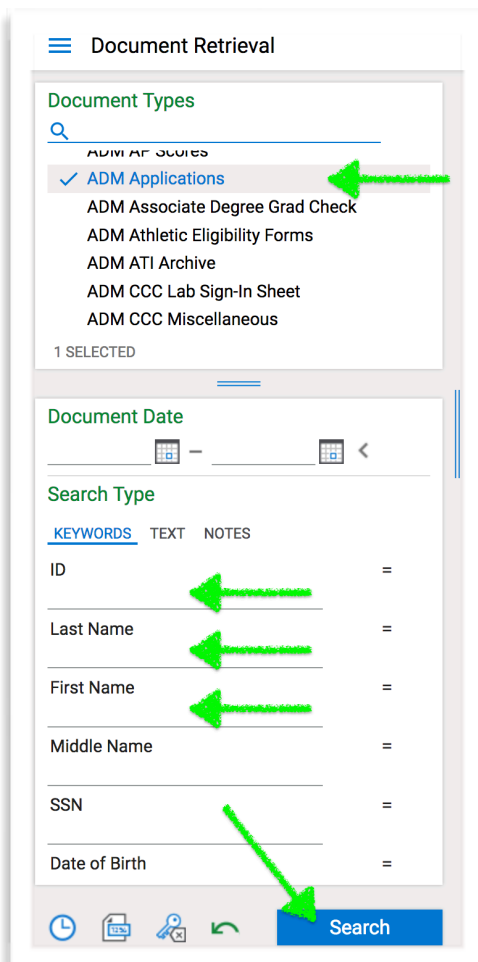 Document Retrieval
Document Types
ADM AP Scores
ADM Applications
ADM Associate Degree Grad Check
ADM Athletic Eligibility Forms
ADM ATI Archive
ADM CCC Lab Sign-In Sheet
ADM CCC Miscellaneous
1 SELECTED
Document Date
–
Search Type
KEYWORDS TEXT NOTES
ID =
Last Name =
First Name =
Middle Name =
SSN =
Date of Birth =
Search